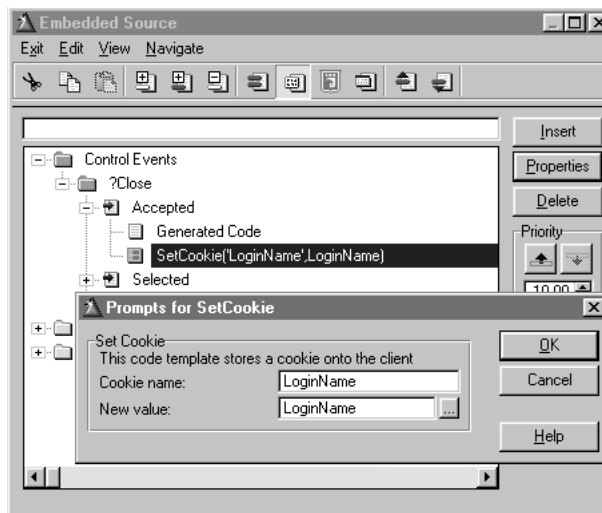 Embedded Source
Exit Edit View Navigate
Insert
Control Events
Properties
?Close
Delete
Accepted
Generated Code
Priority
SetCookie('LoginName',LoginName)
Selected
10.00
Prompts for SetCookie
Set Cookie
OK
This code template stores a cookie onto the client
Cookie name: LoginName
Cancel
New value: LoginName ...
Help